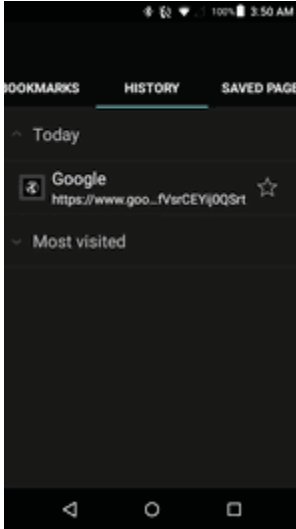 100% 3:50 AM
BOOKMARKS HISTORY SAVED PAGE
Today
Google
https://www.goo...fVsrCEYij0QSrt
Most visited